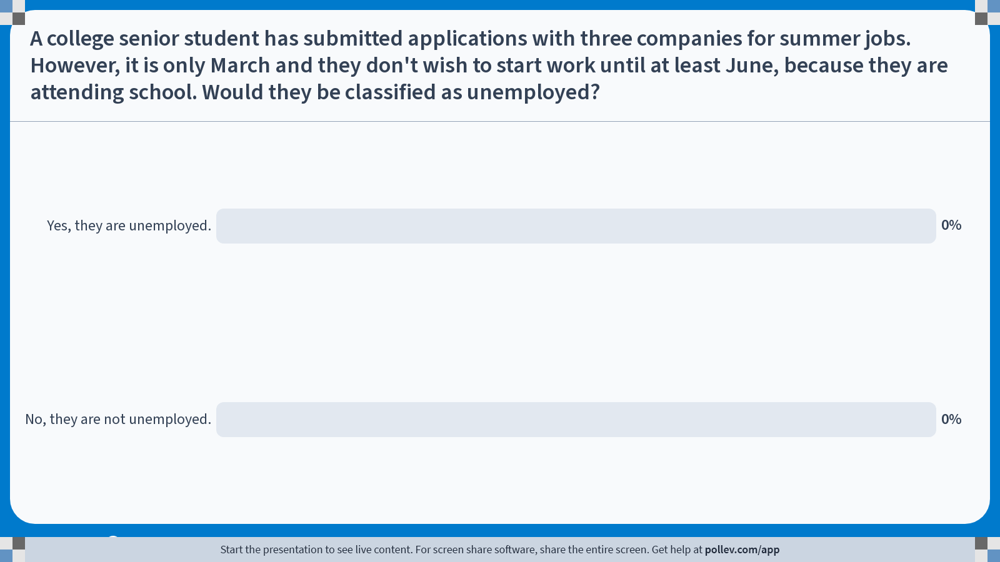 A college senior student has submitted applications with three companies for summer jobs.
However, it is only March and they don't wish to start work until at least June, because they are
attending school. Would they be classified as unemployed?
Yes, they are unemployed.
0%
No, they are not unemployed.
0%
Start the presentation to see live content. For screen share software, share the entire screen. Get help at pollev.com/app